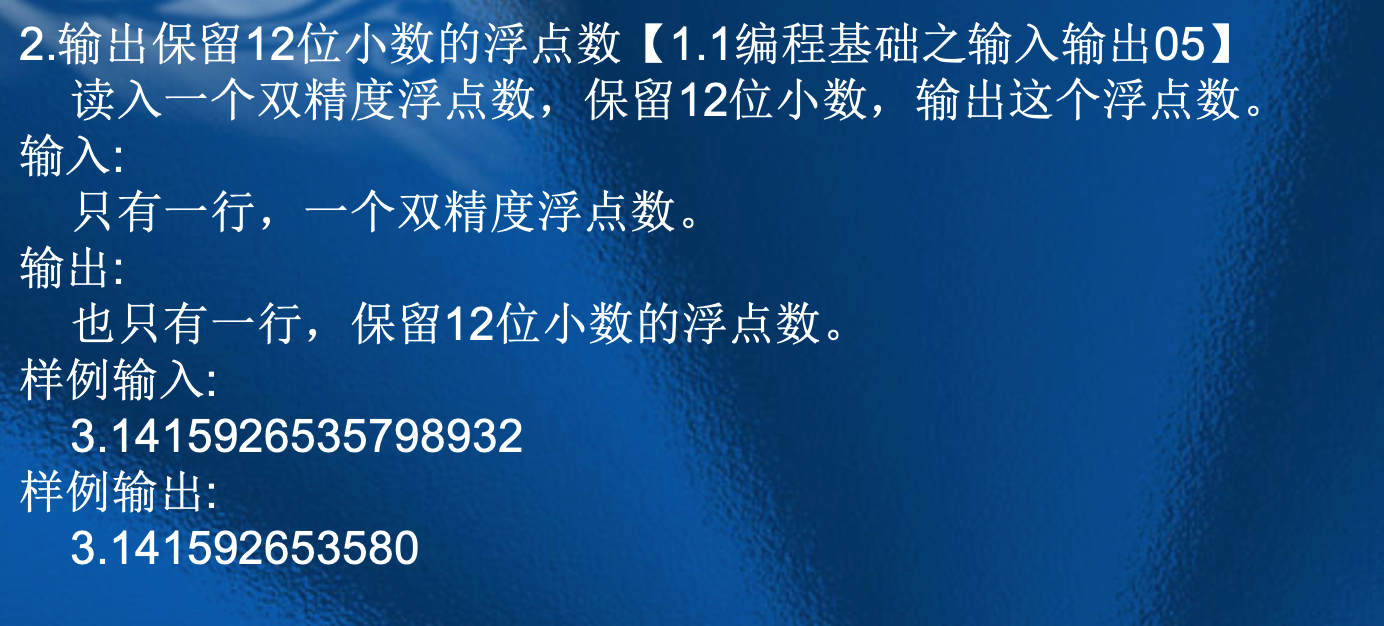 2.输出保留12位小数的浮点数【1.1编程基础之输入输出05】
读入一个双精度浮点数，保留12位小数，输出这个浮点数。
输入:
只有一行，一个双精度浮点数。
输出:
也只有一行，保留12位小数的浮点数。
样例输入:
3.1415926535798932
样例输出:
3.141592653580